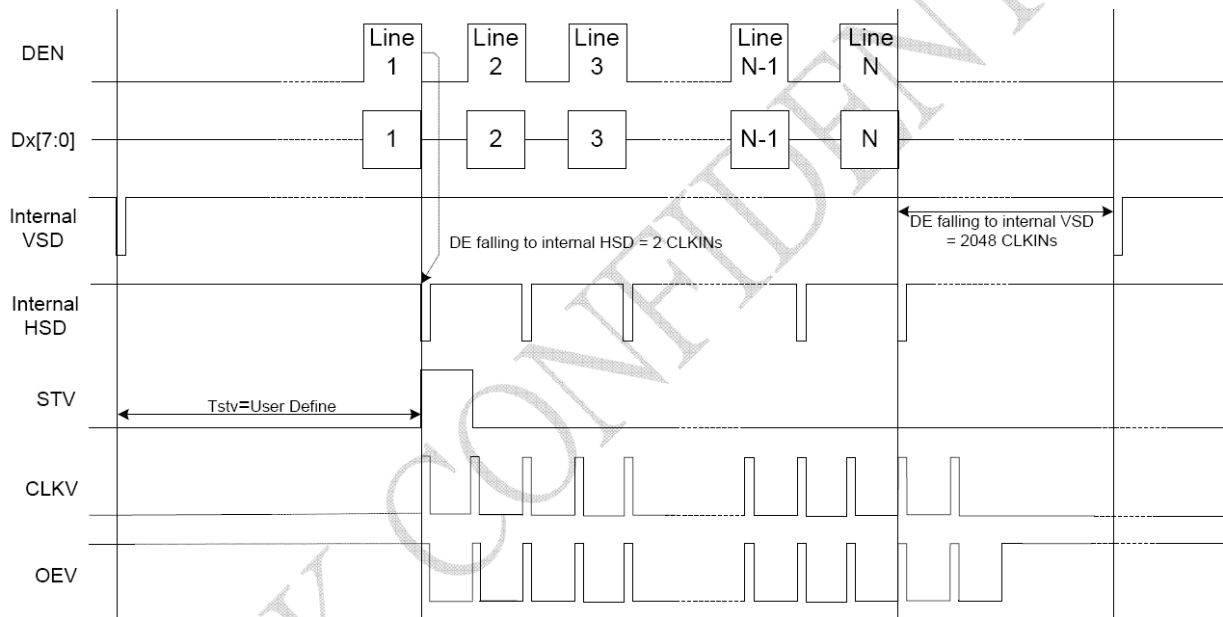 DEN
Line 1
Line 2
Line 3
Line N-1
Line N
Dx[7:0]
1
2
3
N-1
N
Internal VSD
DE falling to internal VSD
= 2048 CLKINs
DE falling to internal HSD = 2 CLKINs
Internal HSD
STV
Tstv=User Define
CLKV
OEV
CONFIDENT